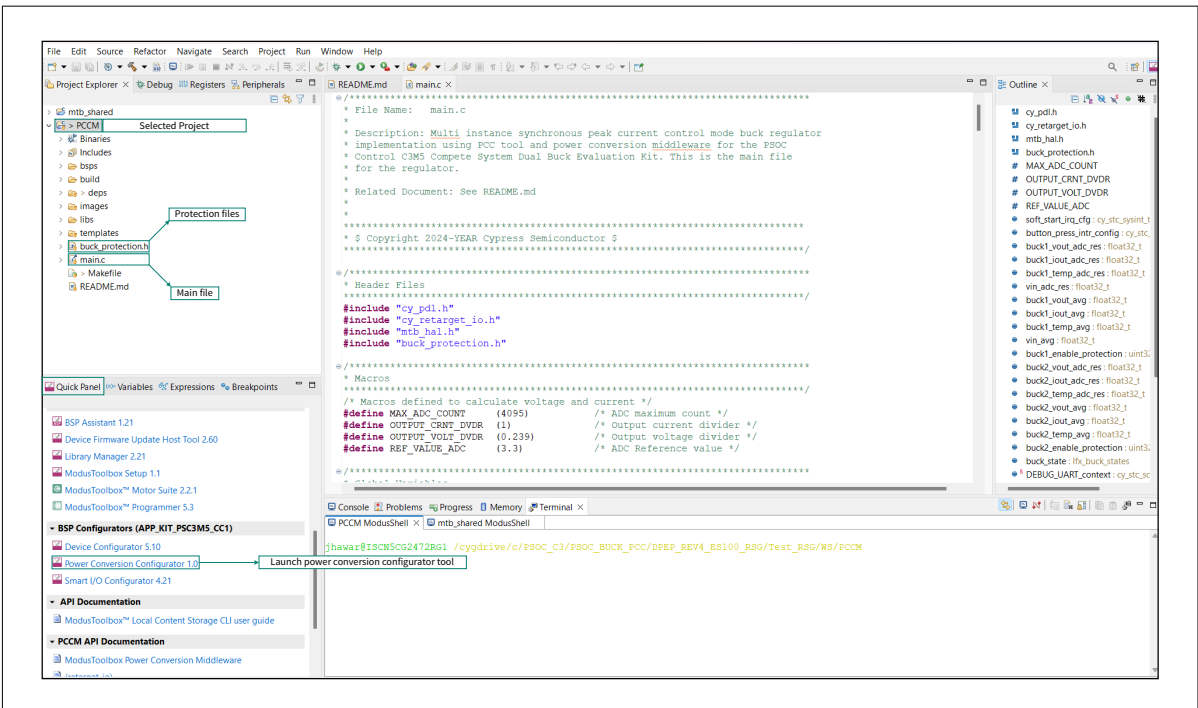 File Edit Source Refactor Navigate Search Project Run Window Help
Project Explorer × Debug Registers Peripherals
mtb_shared
> PCCM
Selected Project
Binaries
Includes
bsps
build
> deps
images
libs
templates
buck_protection.h
main.c
> Makefile
README.md
Protection files
Main file
Quick Panel Variables Expressions Breakpoints
BSP Assistant 1.21
Device Firmware Update Host Tool 2.60
Library Manager 2.21
ModusToolbox Setup 1.1
ModusToolbox™ Motor Suite 2.2.1
ModusToolbox™ Programmer 5.3
BSP Configurators (APP_KIT_PSC3M5_CC1)
Device Configurator 5.10
Power Conversion Configurator 1.0
Launch power conversion configurator tool
Smart I/O Configurator 4.21
API Documentation
ModusToolbox™ Local Content Storage CLI user guide
PCCM API Documentation
ModusToolbox Power Conversion Middleware
README.md main.c ×
/******************************************************************************
* File Name: main.c
*
* Description: Multi instance synchronous peak current control mode buck regulator
* implementation using PCC tool and power conversion middleware for the PSOC
* Control C3M5 Compete System Dual Buck Evaluation Kit. This is the main file
* for the regulator.
*
* Related Document: See README.md
*
*
******************************************************************************
* $ Copyright 2024-YEAR Cypress Semiconductor $
******************************************************************************/
/******************************************************************************
* Header Files
******************************************************************************/
#include "cy_pdl.h"
#include "cy_retarget_io.h"
#include "mtb_hal.h"
#include "buck_protection.h"
/******************************************************************************
* Macros
******************************************************************************/
/* Macros defined to calculate voltage and current */
#define MAX_ADC_COUNT (4095) /* ADC maximum count */
#define OUTPUT_CRNT_DVDR (1) /* Output current divider */
#define OUTPUT_VOLT_DVDR (0.239) /* Output voltage divider */
#define REF_VALUE_ADC (3.3) /* ADC Reference value */
/******************************************************************************
Outline ×
cy_pdl.h
cy_retarget_io.h
mtb_hal.h
buck_protection.h
MAX_ADC_COUNT
OUTPUT_CRNT_DVDR
OUTPUT_VOLT_DVDR
REF_VALUE_ADC
soft_start_irq_cfg : cy_stc_sysint_t
button_press_intr_config : cy_stc_
buck1_vout_adc_res : float32_t
buck1_iout_adc_res : float32_t
buck1_temp_adc_res : float32_t
vin_adc_res : float32_t
buck1_vout_avg : float32_t
buck1_iout_avg : float32_t
buck1_temp_avg : float32_t
vin_avg : float32_t
buck1_enable_protection : uint32
buck2_vout_adc_res : float32_t
buck2_iout_adc_res : float32_t
buck2_temp_adc_res : float32_t
buck2_vout_avg : float32_t
buck2_iout_avg : float32_t
buck2_temp_avg : float32_t
buck2_enable_protection : uint32
buck_state : Ifx_buck_states
DEBUG_UART_context : cy_stc_sc
Console Problems Progress Memory Terminal ×
PCCM ModusShell × mtb_shared ModusShell
jhawar@ISCN5CG2472RG1 /cygdrive/c/PSOC_C3/PSOC_BUCK_PCC/DPEP_REV4_ES100_RSG/Test_RSG/WS/PCCM